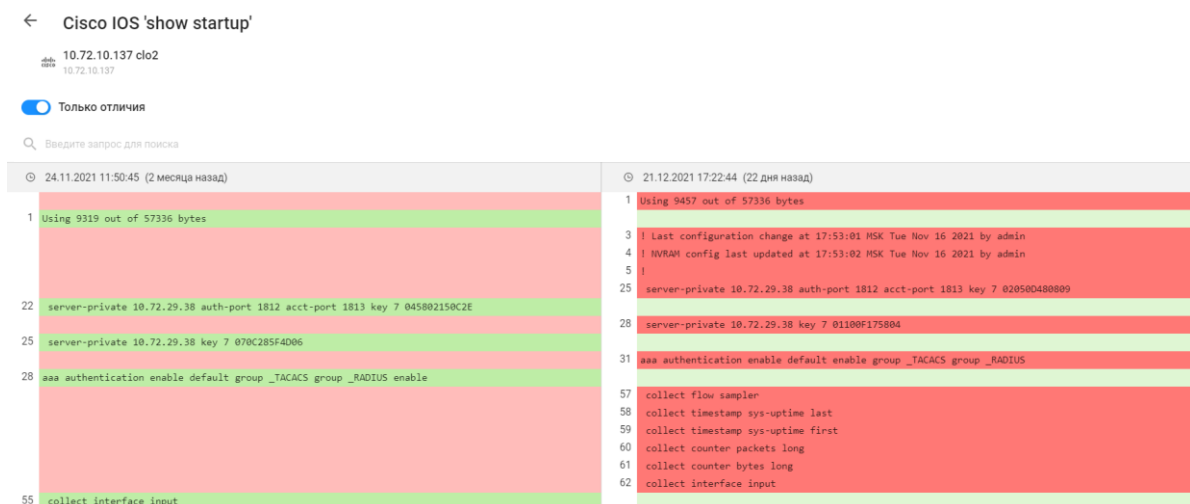 Cisco IOS 'show startup'
10.72.10.137 clo2
10.72.10.137
Только отличия
Введите запрос для поиска
24.11.2021 11:50:45 (2 месяца назад)
1 Using 9319 out of 57336 bytes
22 server-private 10.72.29.38 auth-port 1812 acct-port 1813 key 7 045802150C2E
25 server-private 10.72.29.38 key 7 070C285F4D06
28 aaa authentication enable default group _TACACS group _RADIUS enable
55 collect interface input
21.12.2021 17:22:44 (22 дня назад)
1 Using 9457 out of 57336 bytes
3 ! Last configuration change at 17:53:01 MSK Tue Nov 16 2021 by admin
4 ! NVRAM config last updated at 17:53:02 MSK Tue Nov 16 2021 by admin
5 !
25 server-private 10.72.29.38 auth-port 1812 acct-port 1813 key 7 02050D480809
28 server-private 10.72.29.38 key 7 01100F175804
31 aaa authentication enable default enable group _TACACS group _RADIUS
57 collect flow sampler
58 collect timestamp sys-uptime last
59 collect timestamp sys-uptime first
60 collect counter packets long
61 collect counter bytes long
62 collect interface input